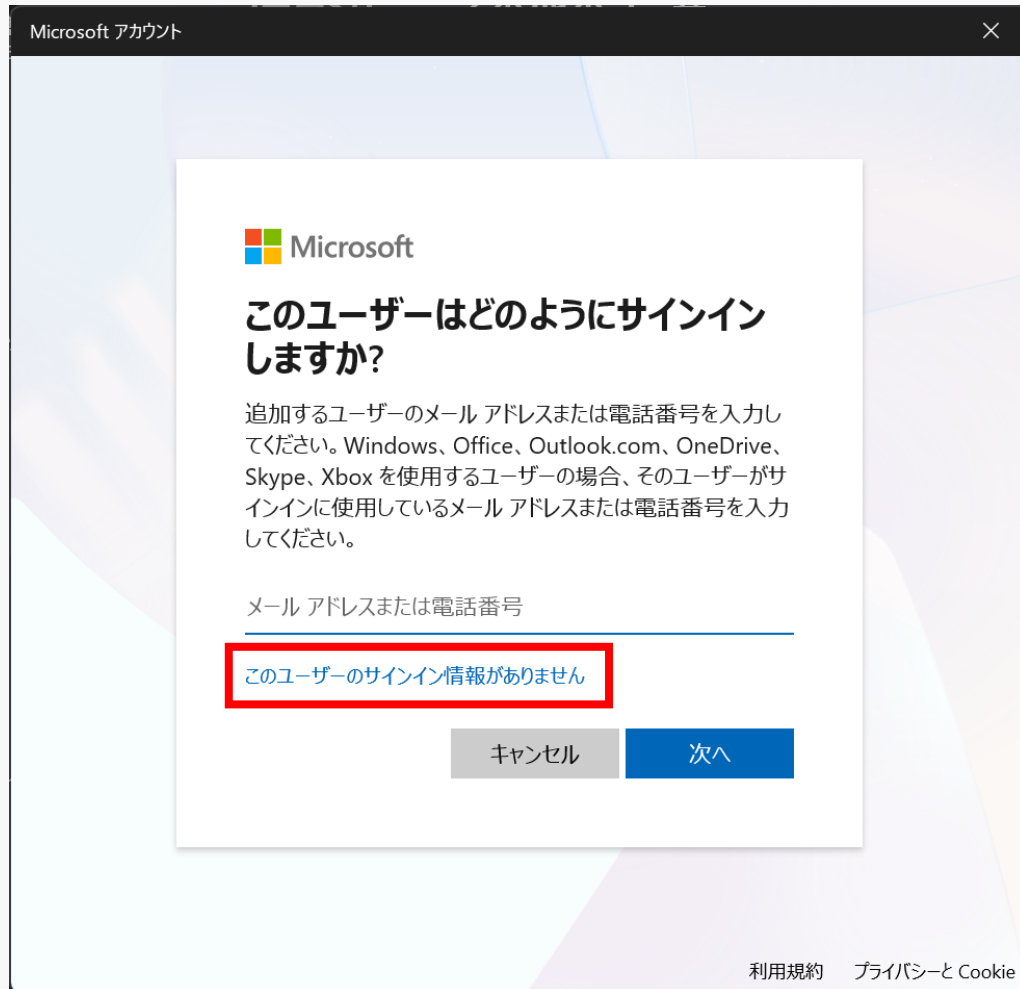 Microsoft アカウント
Microsoft
このユーザーはどのようにサインイン
しますか?
追加するユーザーのメール アドレスまたは電話番号を入力し
てください。Windows、Office、Outlook.com、OneDrive、
Skype、Xbox を使用するユーザーの場合、そのユーザーがサ
インインに使用しているメール アドレスまたは電話番号を入力
してください。
メール アドレスまたは電話番号
このユーザーのサインイン情報がありません
キャンセル 次へ
利用規約 プライバシーと Cookie